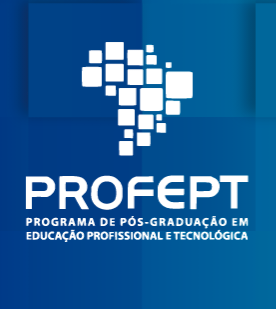 PROFEPT
PROGRAMA DE PÓS-GRADUAÇÃO EM
EDUCAÇÃO PROFISSIONAL E TECNOLÓGICA